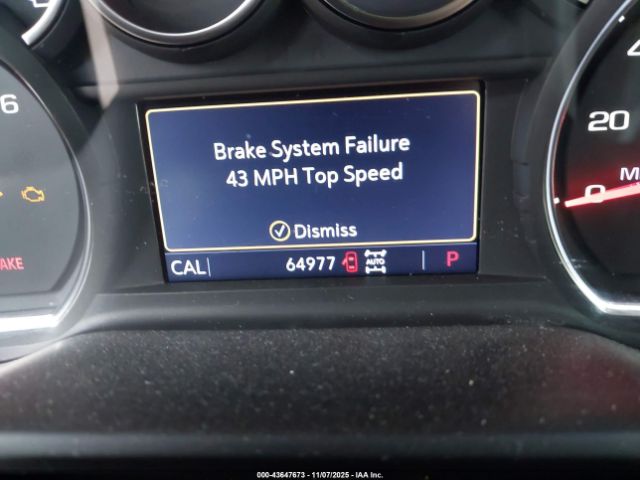 6
4
20
0
M
Brake System Failure
43 MPH Top Speed
Dismiss
CAL
64977
AUTO
P
AKE
000-43647673 - 11/07/2025 - IAA Inc.